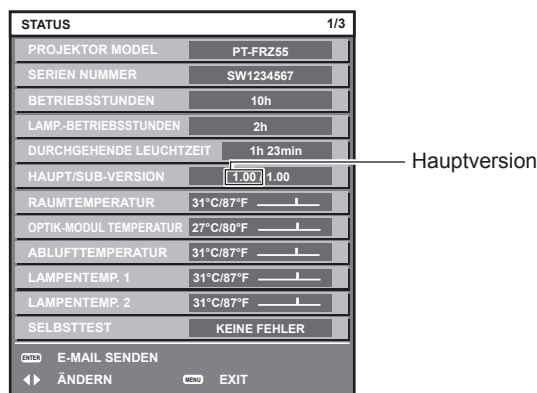 STATUS 1/3
PROJEKTOR MODEL PT-FRZ55
SERIEN NUMMER SW1234567
BETRIEBSSTUNDEN 10h
LAMP.-BETRIEBSSTUNDEN 2h
DURCHGEHENDE LEUCHTZEIT 1h 23min
HAUPT/SUB-VERSION 1.00 / 1.00
Hauptversion
RAUMTEMPERATUR 31°C/87°F
OPTIK-MODUL TEMPERATUR 27°C/80°F
ABLUFTTEMPERATUR 31°C/87°F
LAMPENTEMP. 1 31°C/87°F
LAMPENTEMP. 2 31°C/87°F
SELBSTTEST KEINE FEHLER
ENTER E-MAIL SENDEN
ÄNDERN MENU EXIT